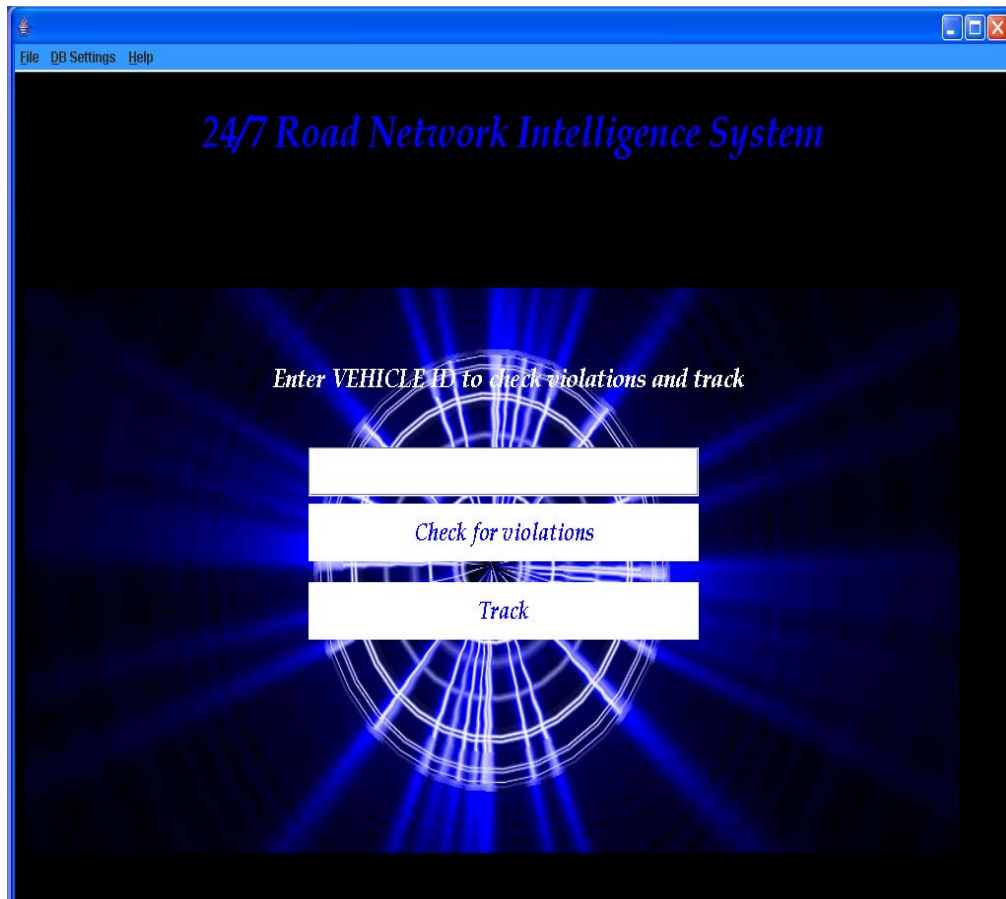 File DB Settings Help
24/7 Road Network Intelligence System
Enter VEHICLE ID to check violations and track
Check for violations
Track